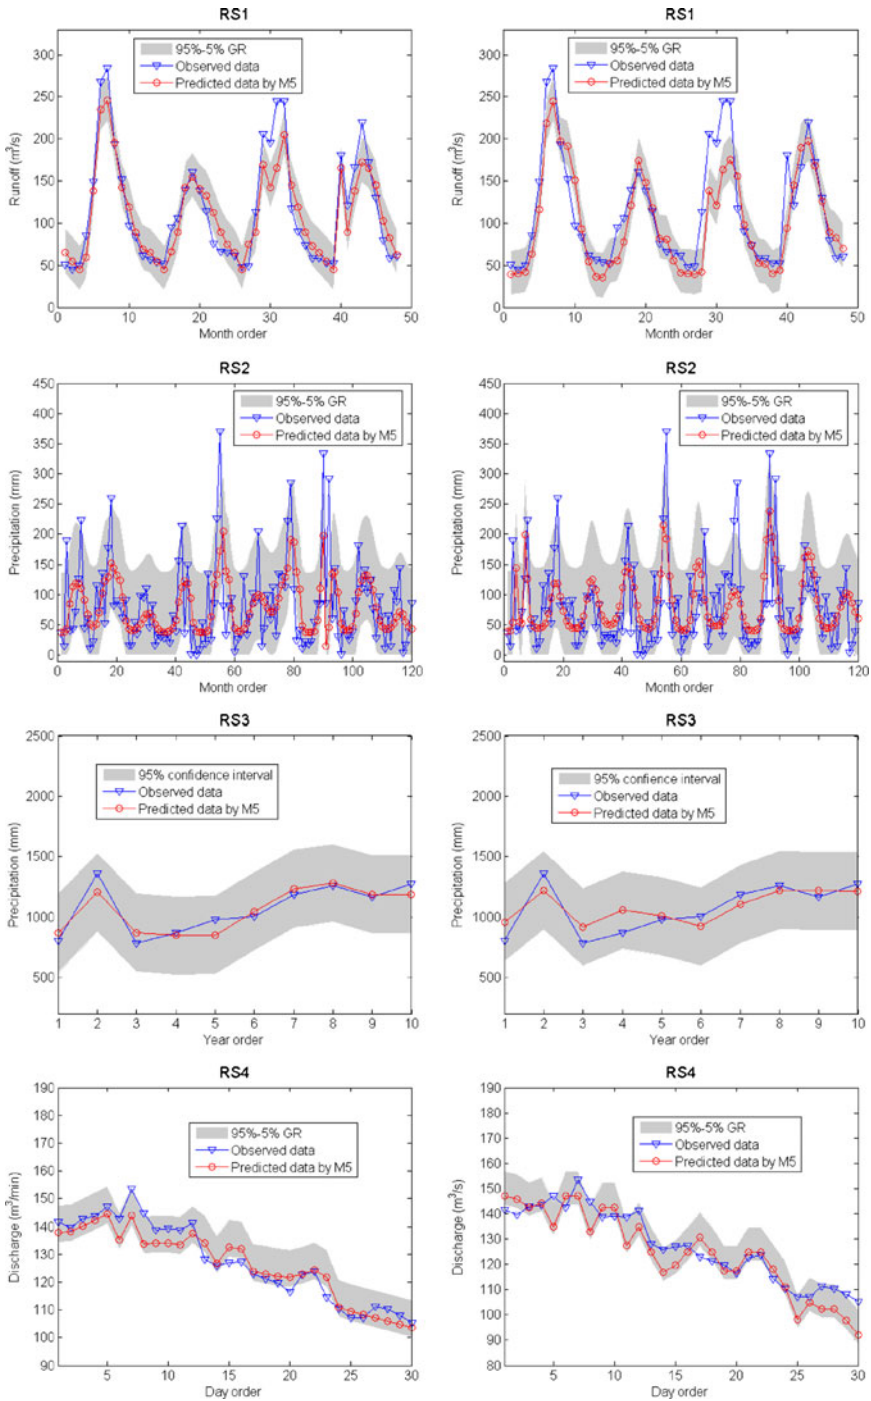 RS1
350
300
250
200
150
100
50
0
Runoff (m³/s)
95%-5% GR
Observed data
Predicted data by M5
0 10 20 30 40 50
Month order
RS1
350
300
250
200
150
100
50
0
Runoff (m³/s)
95%-5% GR
Observed data
Predicted data by M5
0 10 20 30 40 50
Month order
RS2
450
400
350
300
250
200
150
100
50
0
Precipitation (mm)
95%-5% GR
Observed data
Predicted data by M5
0 20 40 60 80 100 120
Month order
RS2
450
400
350
300
250
200
150
100
50
0
Precipitation (mm)
95%-5% GR
Observed data
Predicted data by M5
0 20 40 60 80 100 120
Month order
RS3
2500
2000
1500
1000
500
Precipitation (mm)
95% confidence interval
Observed data
Predicted data by M5
1 2 3 4 5 6 7 8 9 10
Year order
RS3
2500
2000
1500
1000
500
Precipitation (mm)
95% confience interval
Observed data
Predicted data by M5
1 2 3 4 5 6 7 8 9 10
Year order
RS4
190
180
170
160
150
140
130
120
110
100
90
Discharge (m³/min)
95%-5% GR
Observed data
Predicted data by M5
5 10 15 20 25 30
Day order
RS4
190
180
170
160
150
140
130
120
110
100
90
80
Discharge (m³/s)
95%-5% GR
Observed data
Predicted data by M5
5 10 15 20 25 30
Day order